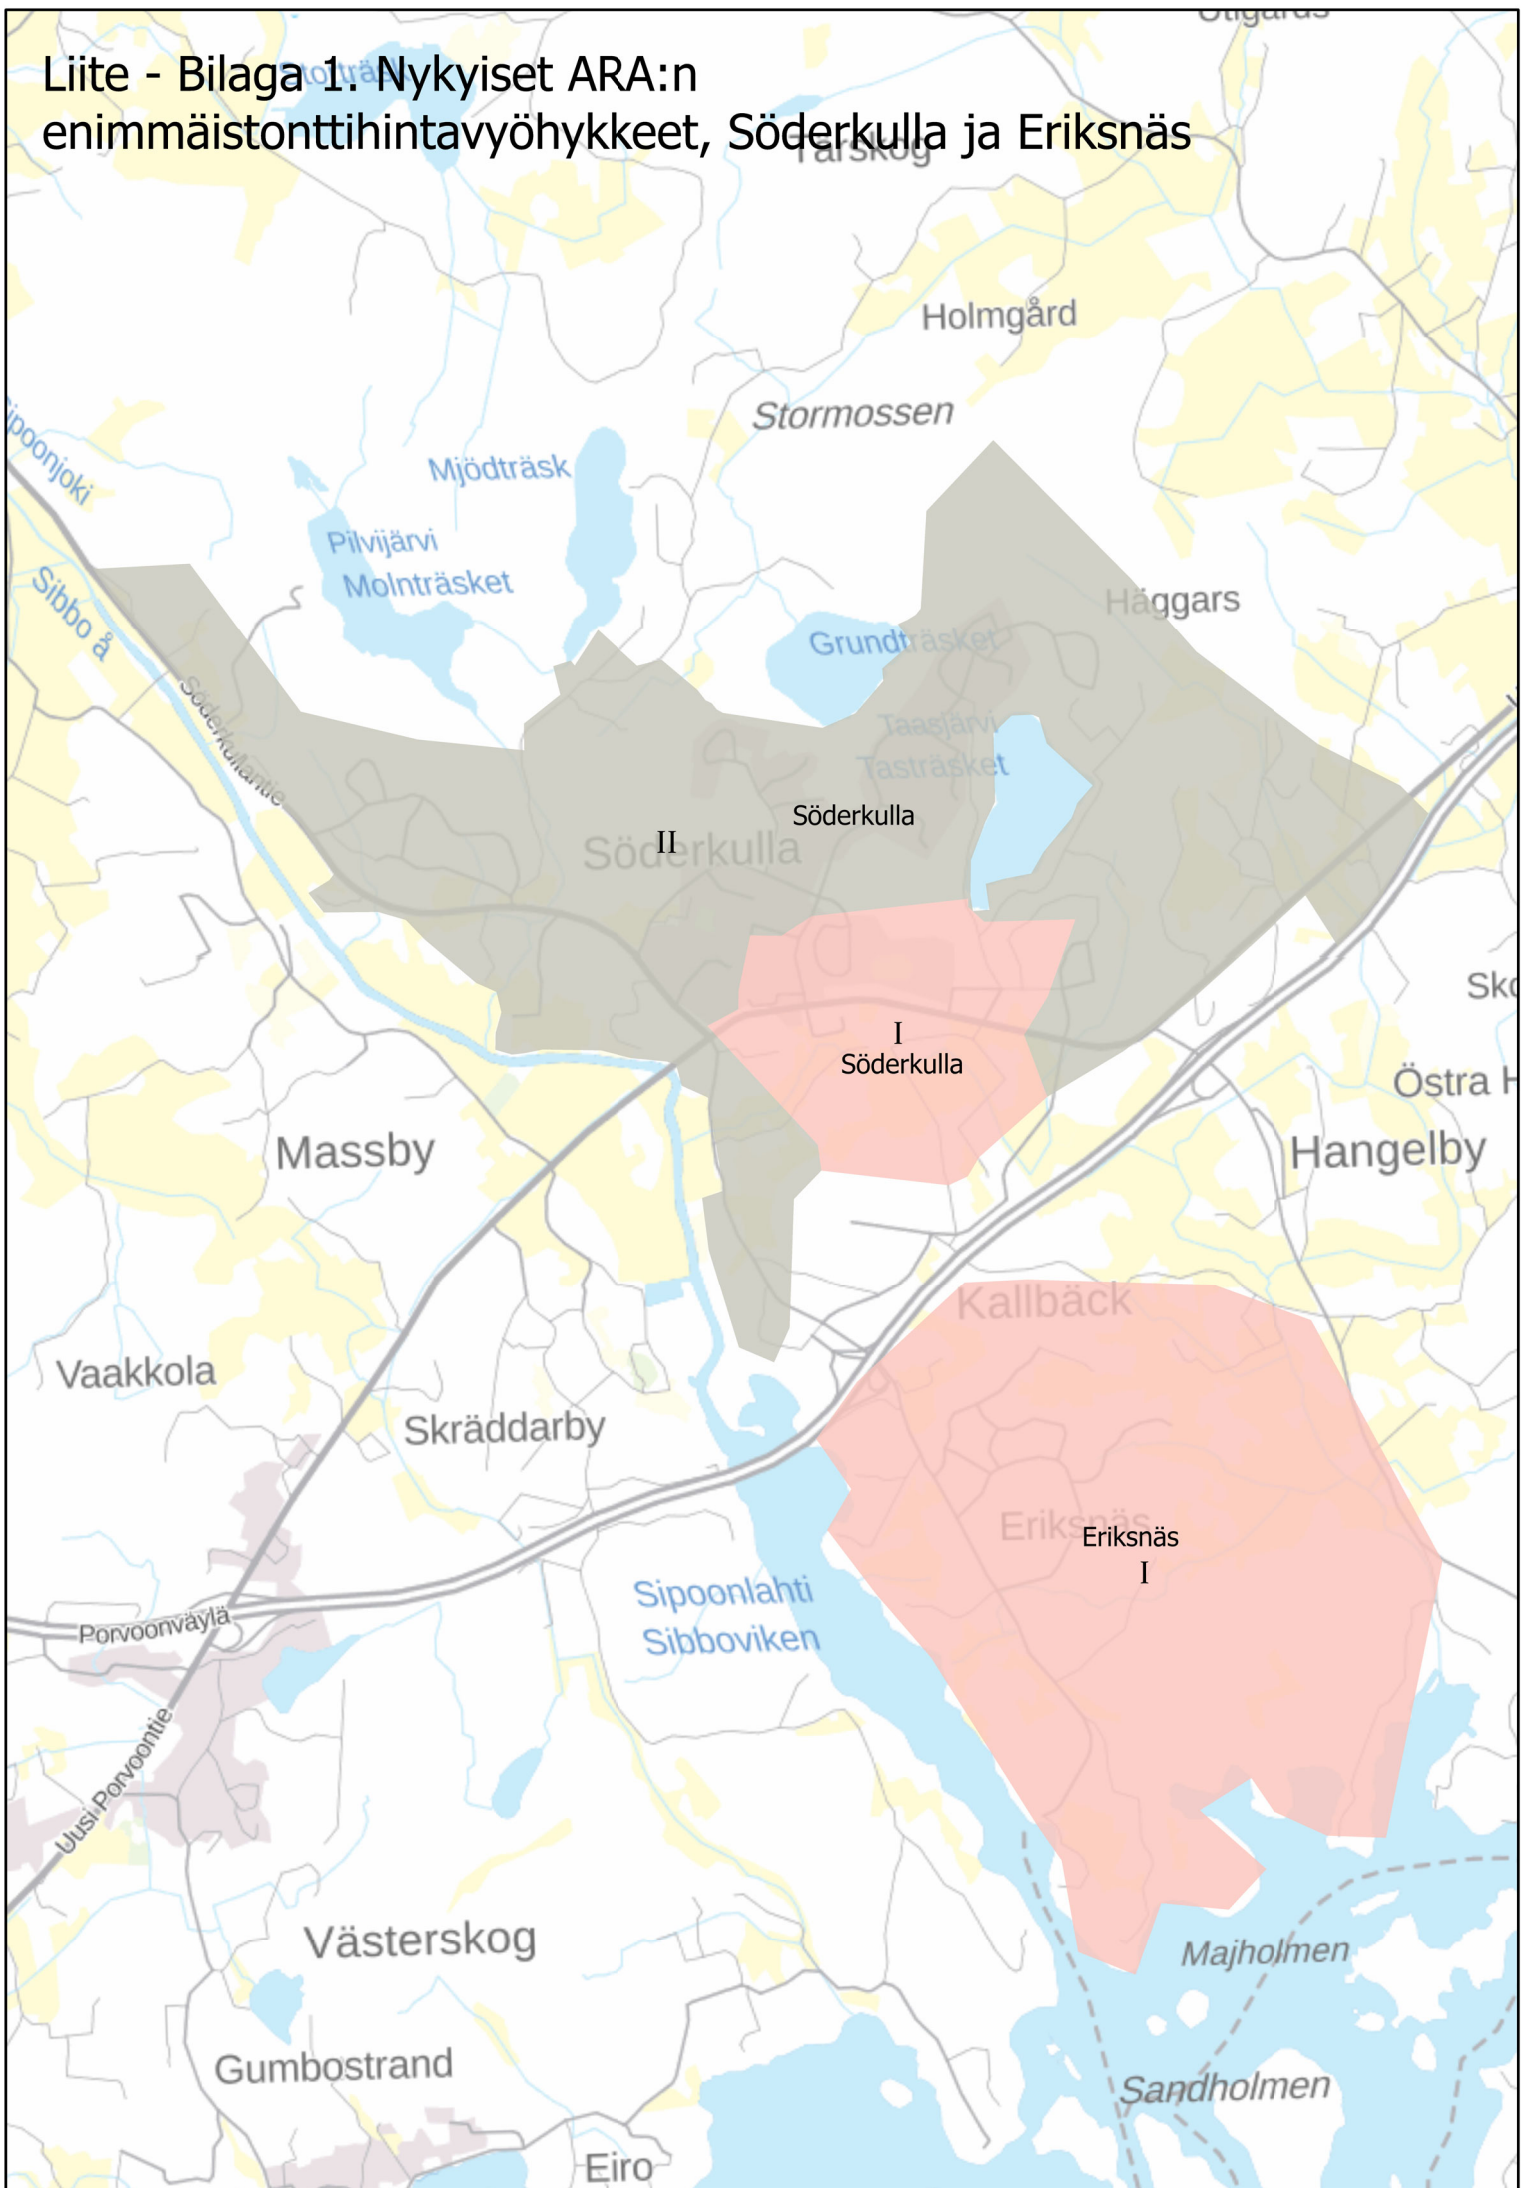 Liite - Bilaga 1. Nykyiset ARA:n
enimmäistonttihintavyöhykkeet, Söderkulla ja Eriksnäs
Storträsk
Tärskog
Holmgård
Stormossen
Sipoonjoki
Mjödträsk
Pilvijärvi
Molnträsket
Sibbo å
Häggars
Grundträsket
Söderkullantie
Taasjärvi
Tasträsket
Söderkulla
II
Söderkulla
I
Söderkulla
Östra H
Massby
Hangelby
Kallbäck
Vaakkola
Skräddarby
Eriksnäs
Eriksnäs
I
Sipoonlahti
Sibboviken
Porvoonväylä
Uusi Porvoontie
Västerskog
Majholmen
Gumbostrand
Sandholmen
Eiro